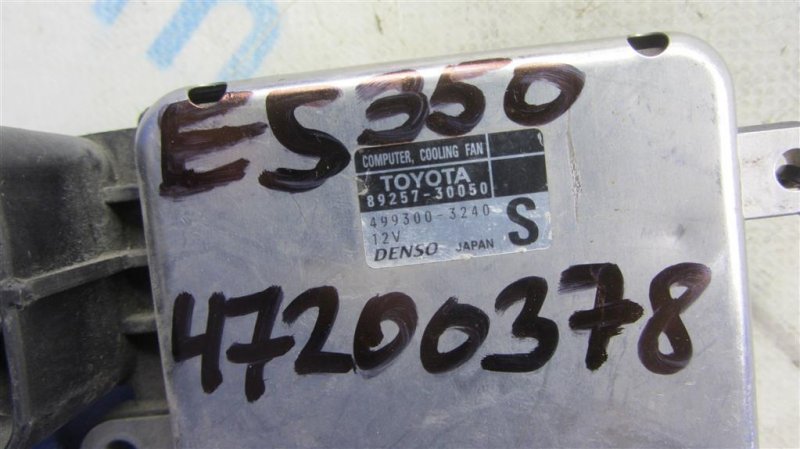 ES350
COMPUTER, COOLING FAN
TOYOTA
89257-30050
499300-3240
12V
S
DENSO JAPAN
47200378